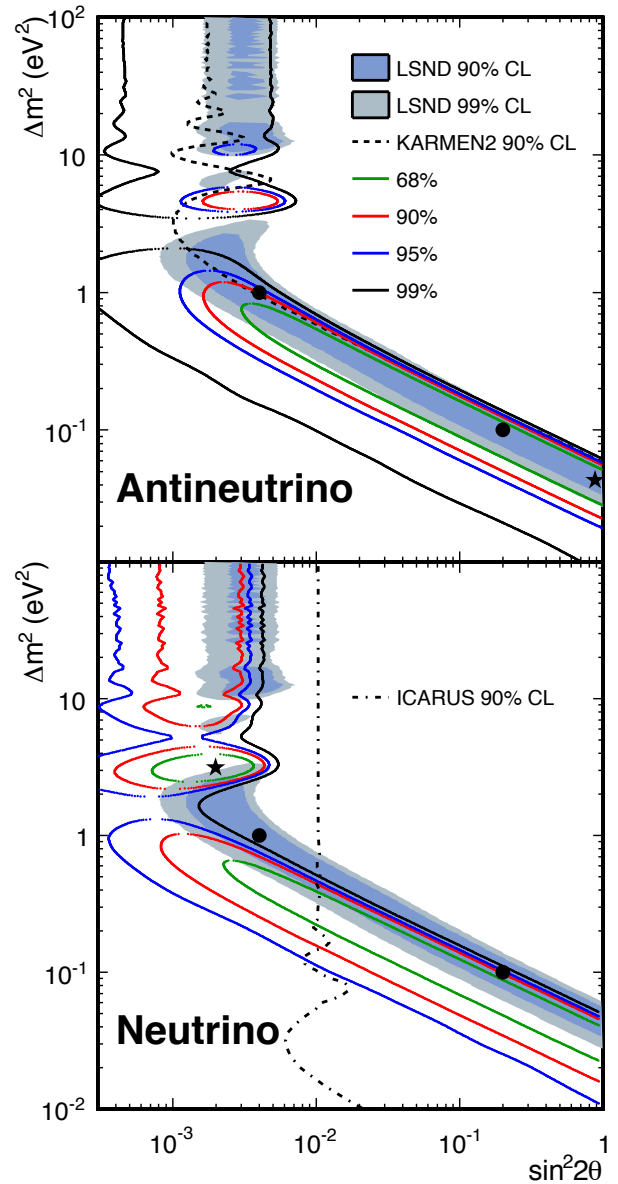 10²
Δm² (eV²)
LSND 90% CL
LSND 99% CL
KARMEN2 90% CL
10
68%
90%
95%
1
99%
10⁻¹
Antineutrino
Δm² (eV²)
10
ICARUS 90% CL
1
10⁻¹
Neutrino
10⁻²
10⁻³ 10⁻² 10⁻¹ 1
sin²2θ